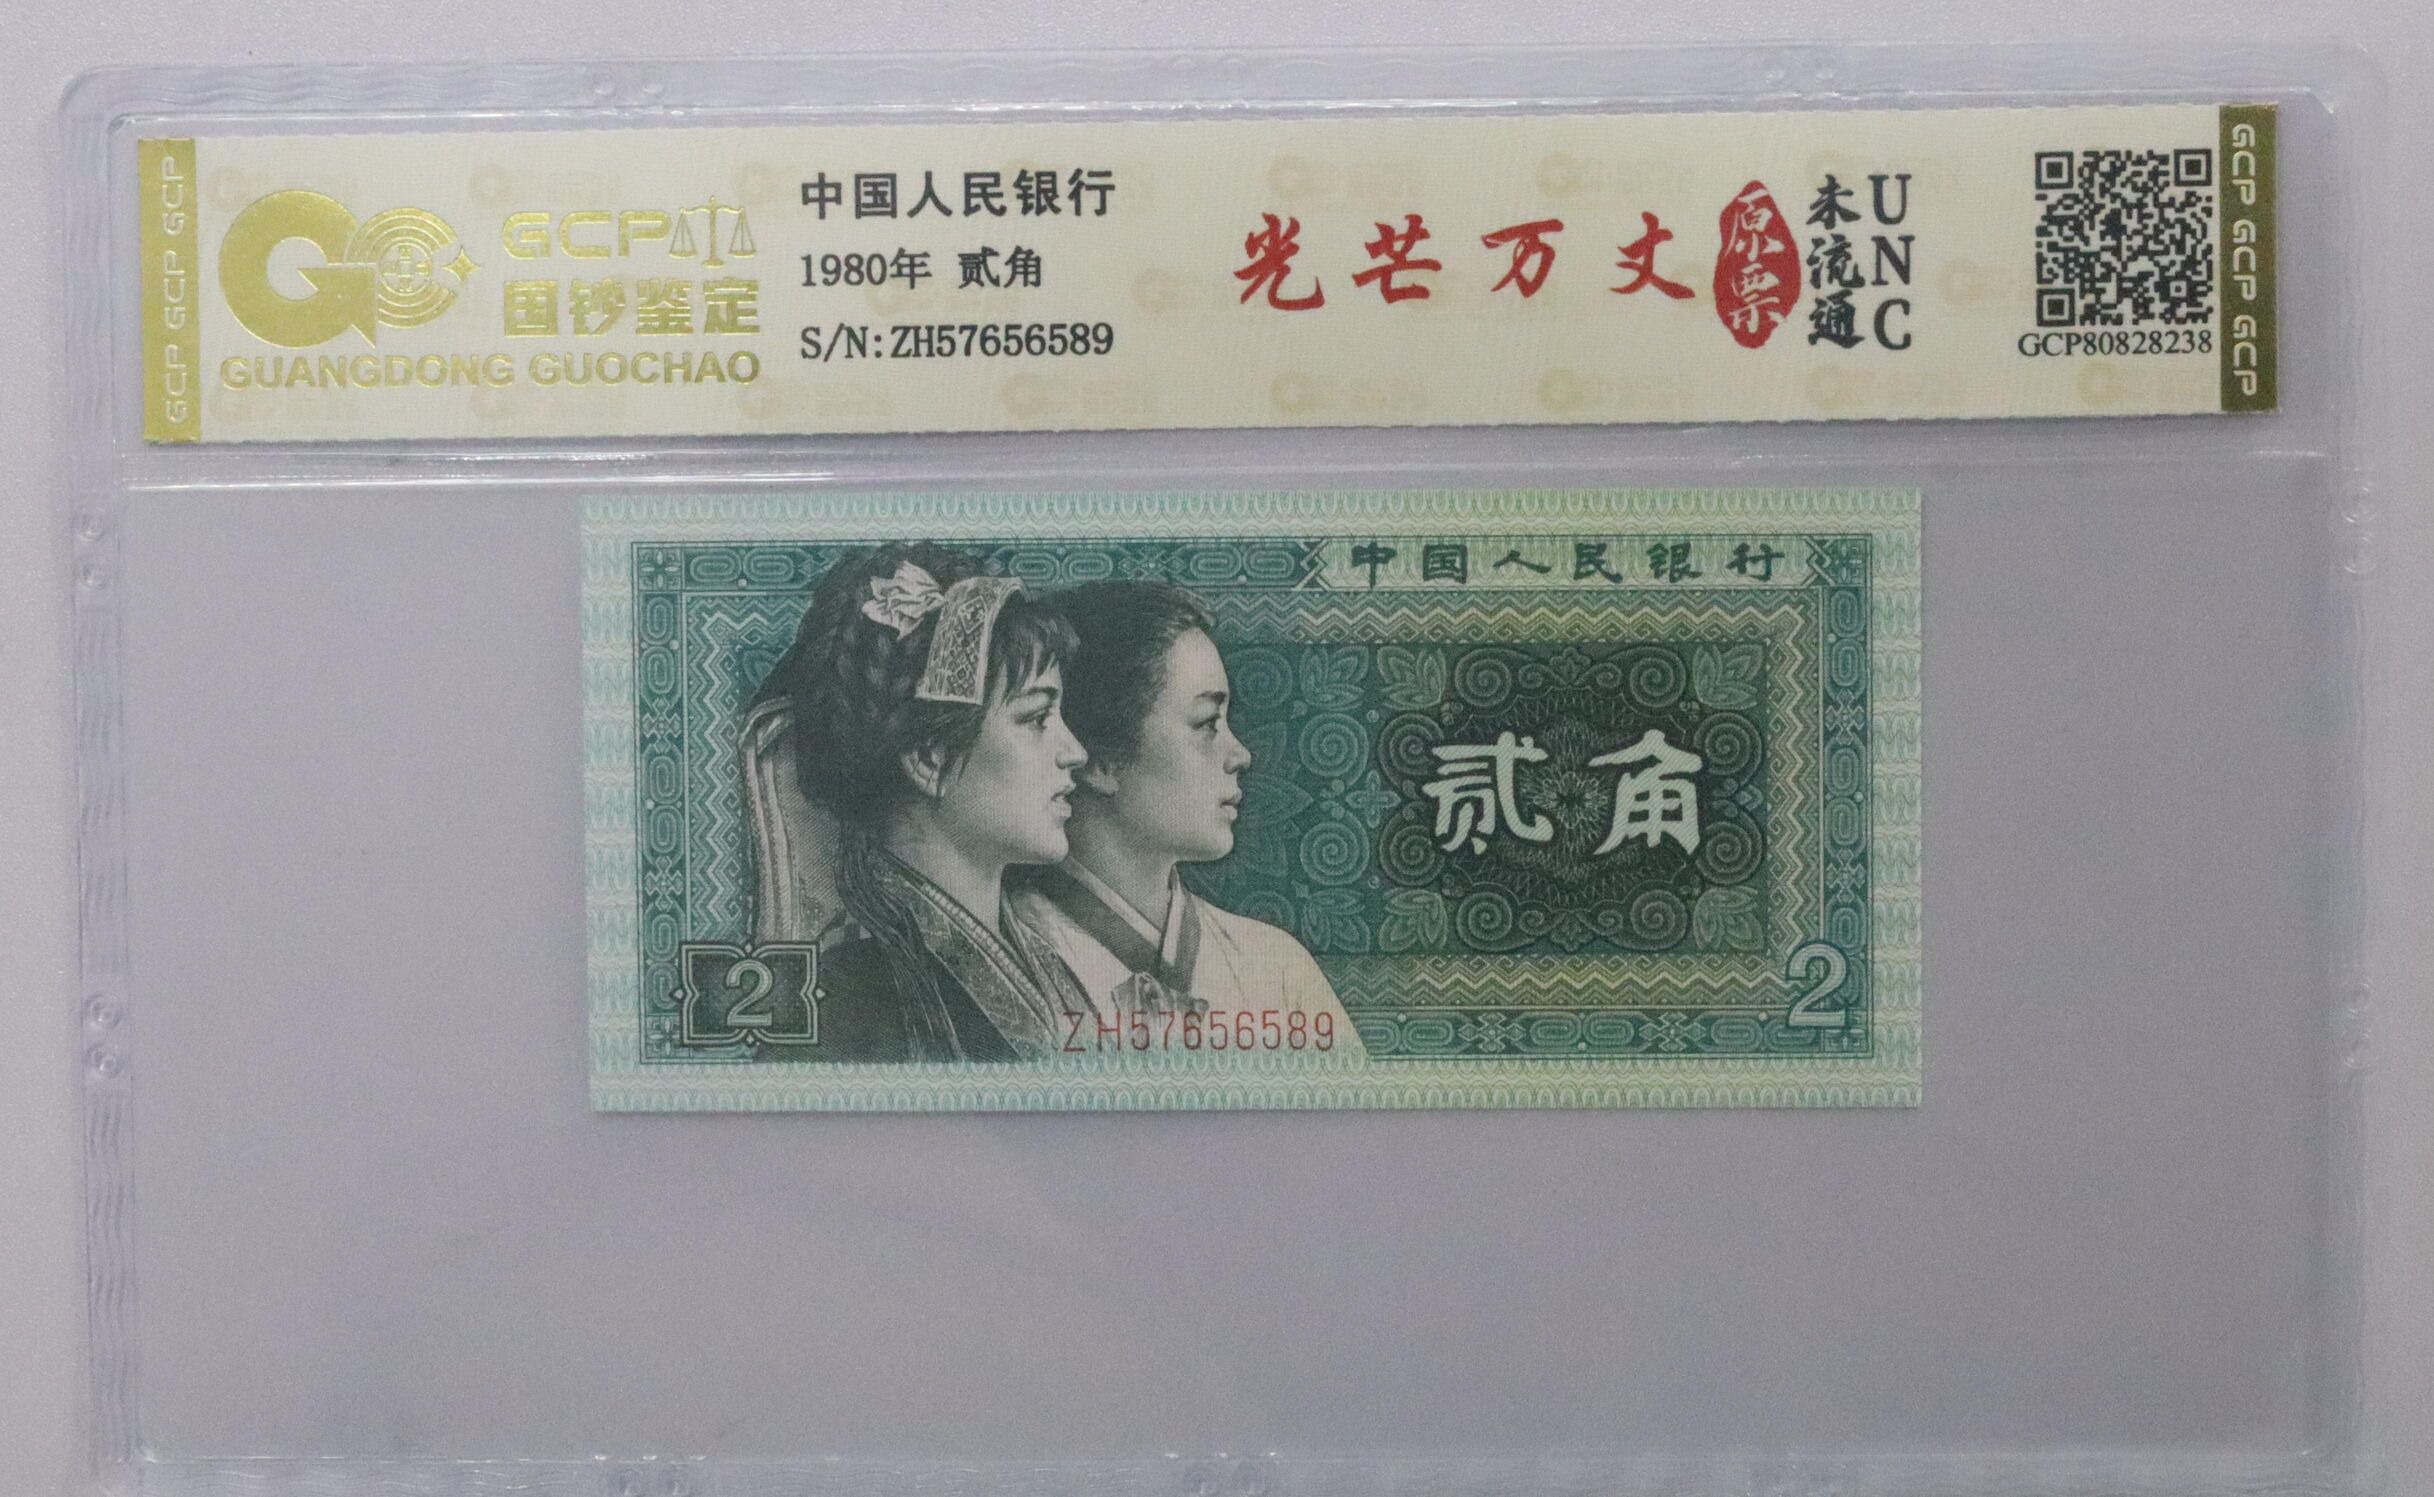 GCP GCP GCP
GCP
国钞鉴定
GUANGDONG GUOCHAO
中国人民银行
1980年 贰角
S/N:ZH57656589
光芒万丈
原票
未流通
UNC
GCP80828238
GCP GCP GCP
中国人民银行
贰角
2
ZH57656589
2